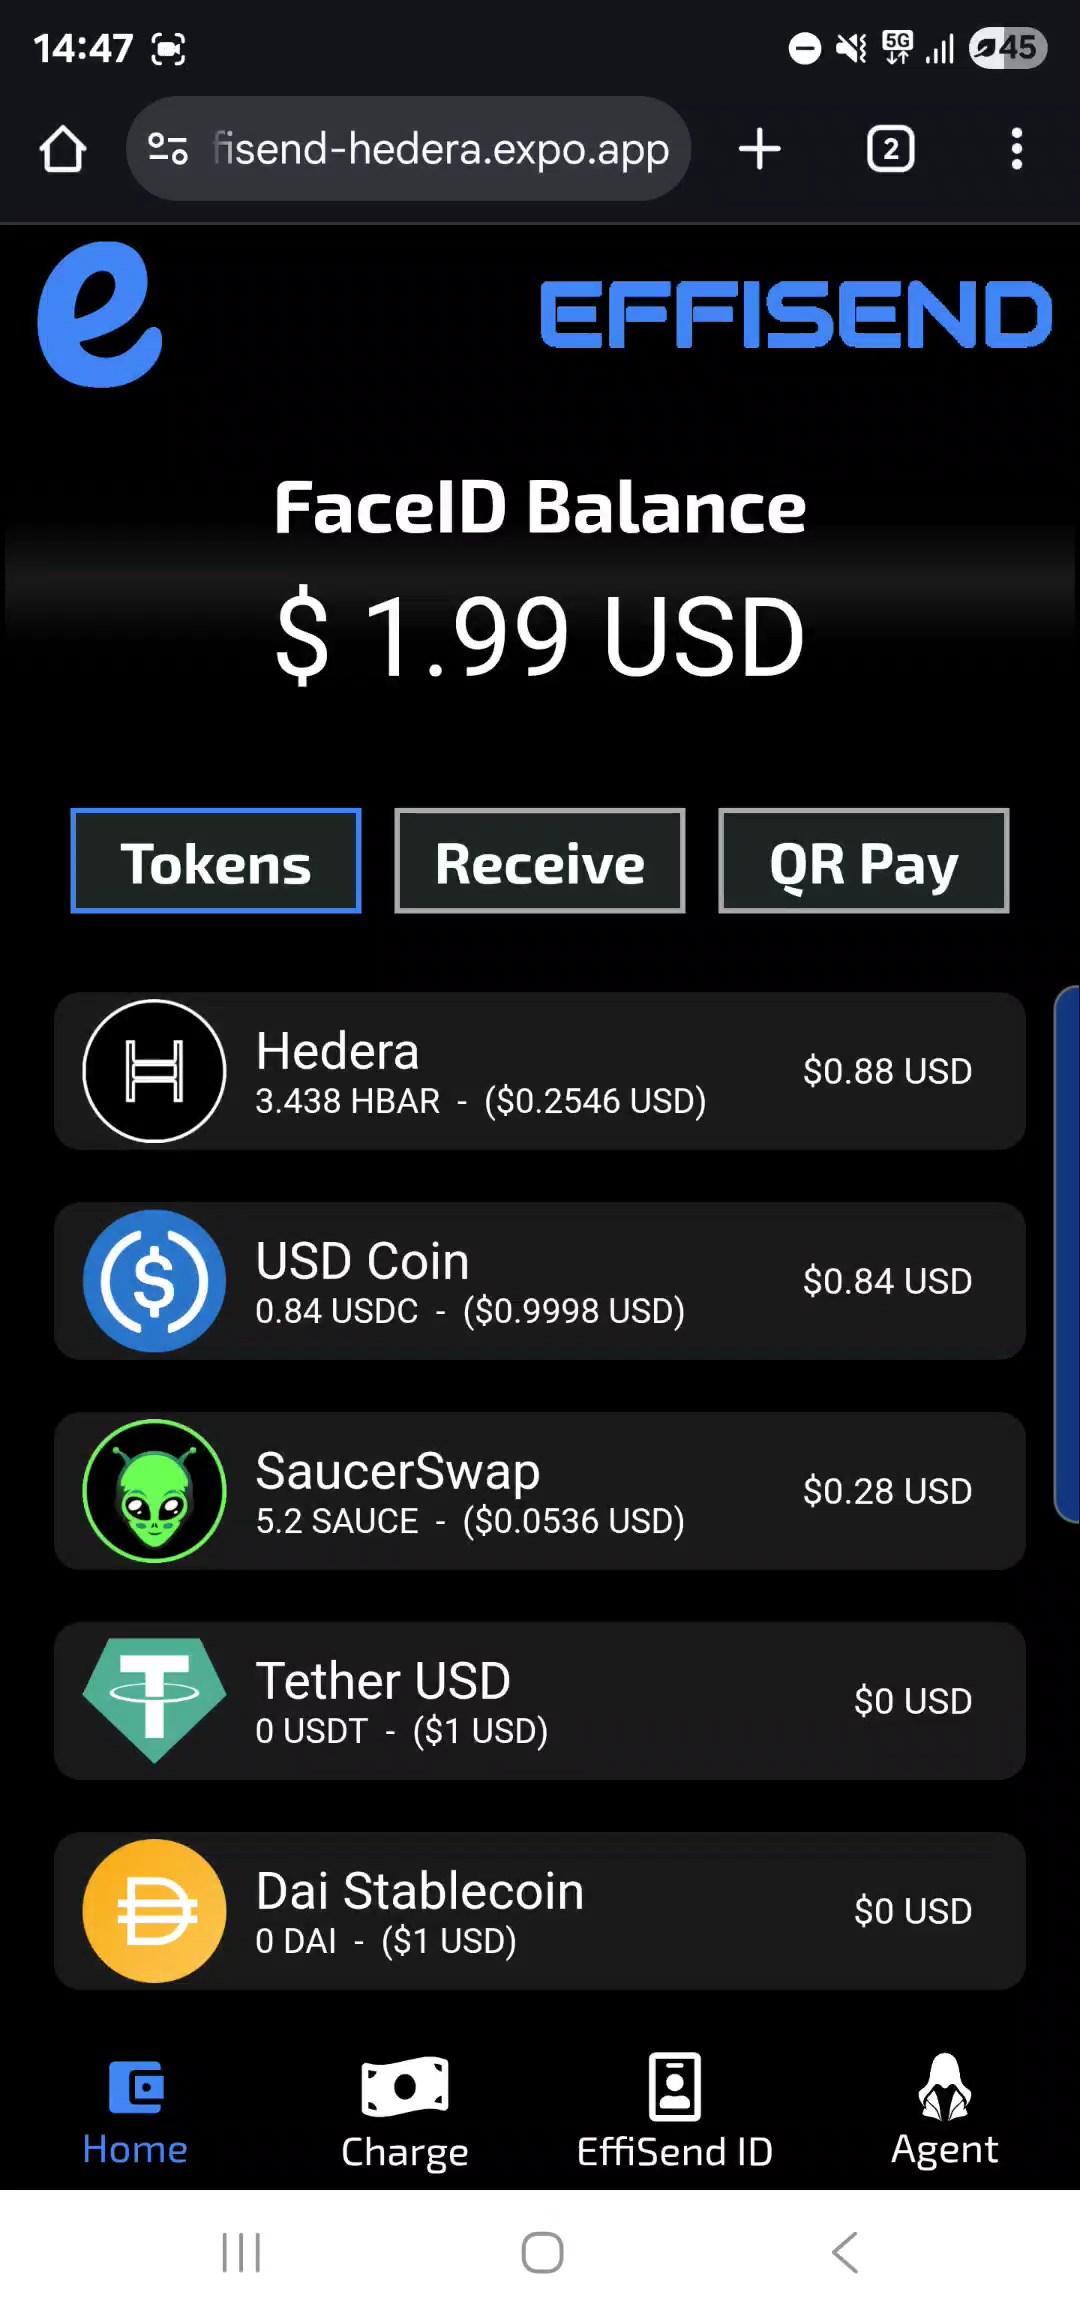 14:47
5G
45
fisend-hedera.expo.app
2
e
EFFISEND
FaceID Balance
$ 1.99 USD
Tokens
Receive
QR Pay
Hedera
3.438 HBAR - ($0.2546 USD)
$0.88 USD
USD Coin
0.84 USDC - ($0.9998 USD)
$0.84 USD
SaucerSwap
5.2 SAUCE - ($0.0536 USD)
$0.28 USD
Tether USD
0 USDT - ($1 USD)
$0 USD
Dai Stablecoin
0 DAI - ($1 USD)
$0 USD
Home
Charge
EffiSend ID
Agent